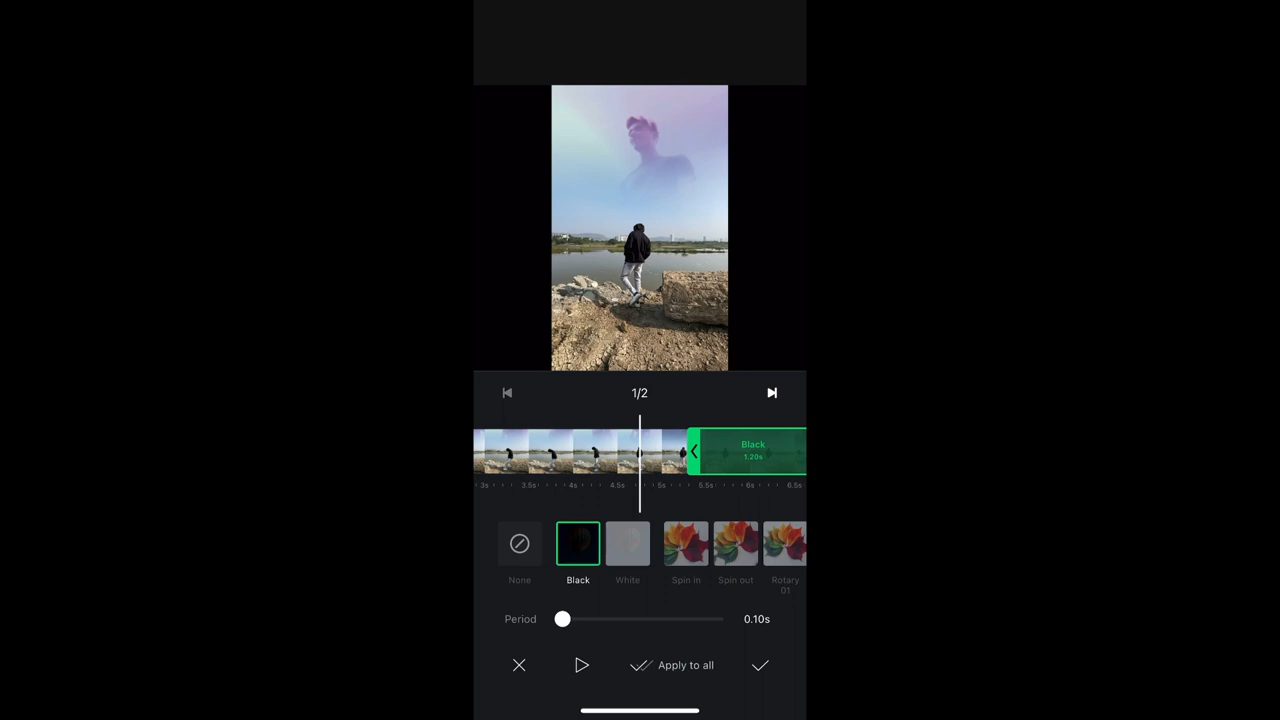 1/2
Black
1.20s
3s 3.5s 4s 4.5s 5s 5.5s 6s 6.5s
None Black White Spin in Spin out Rotary
01
Period 0.10s
Apply to all